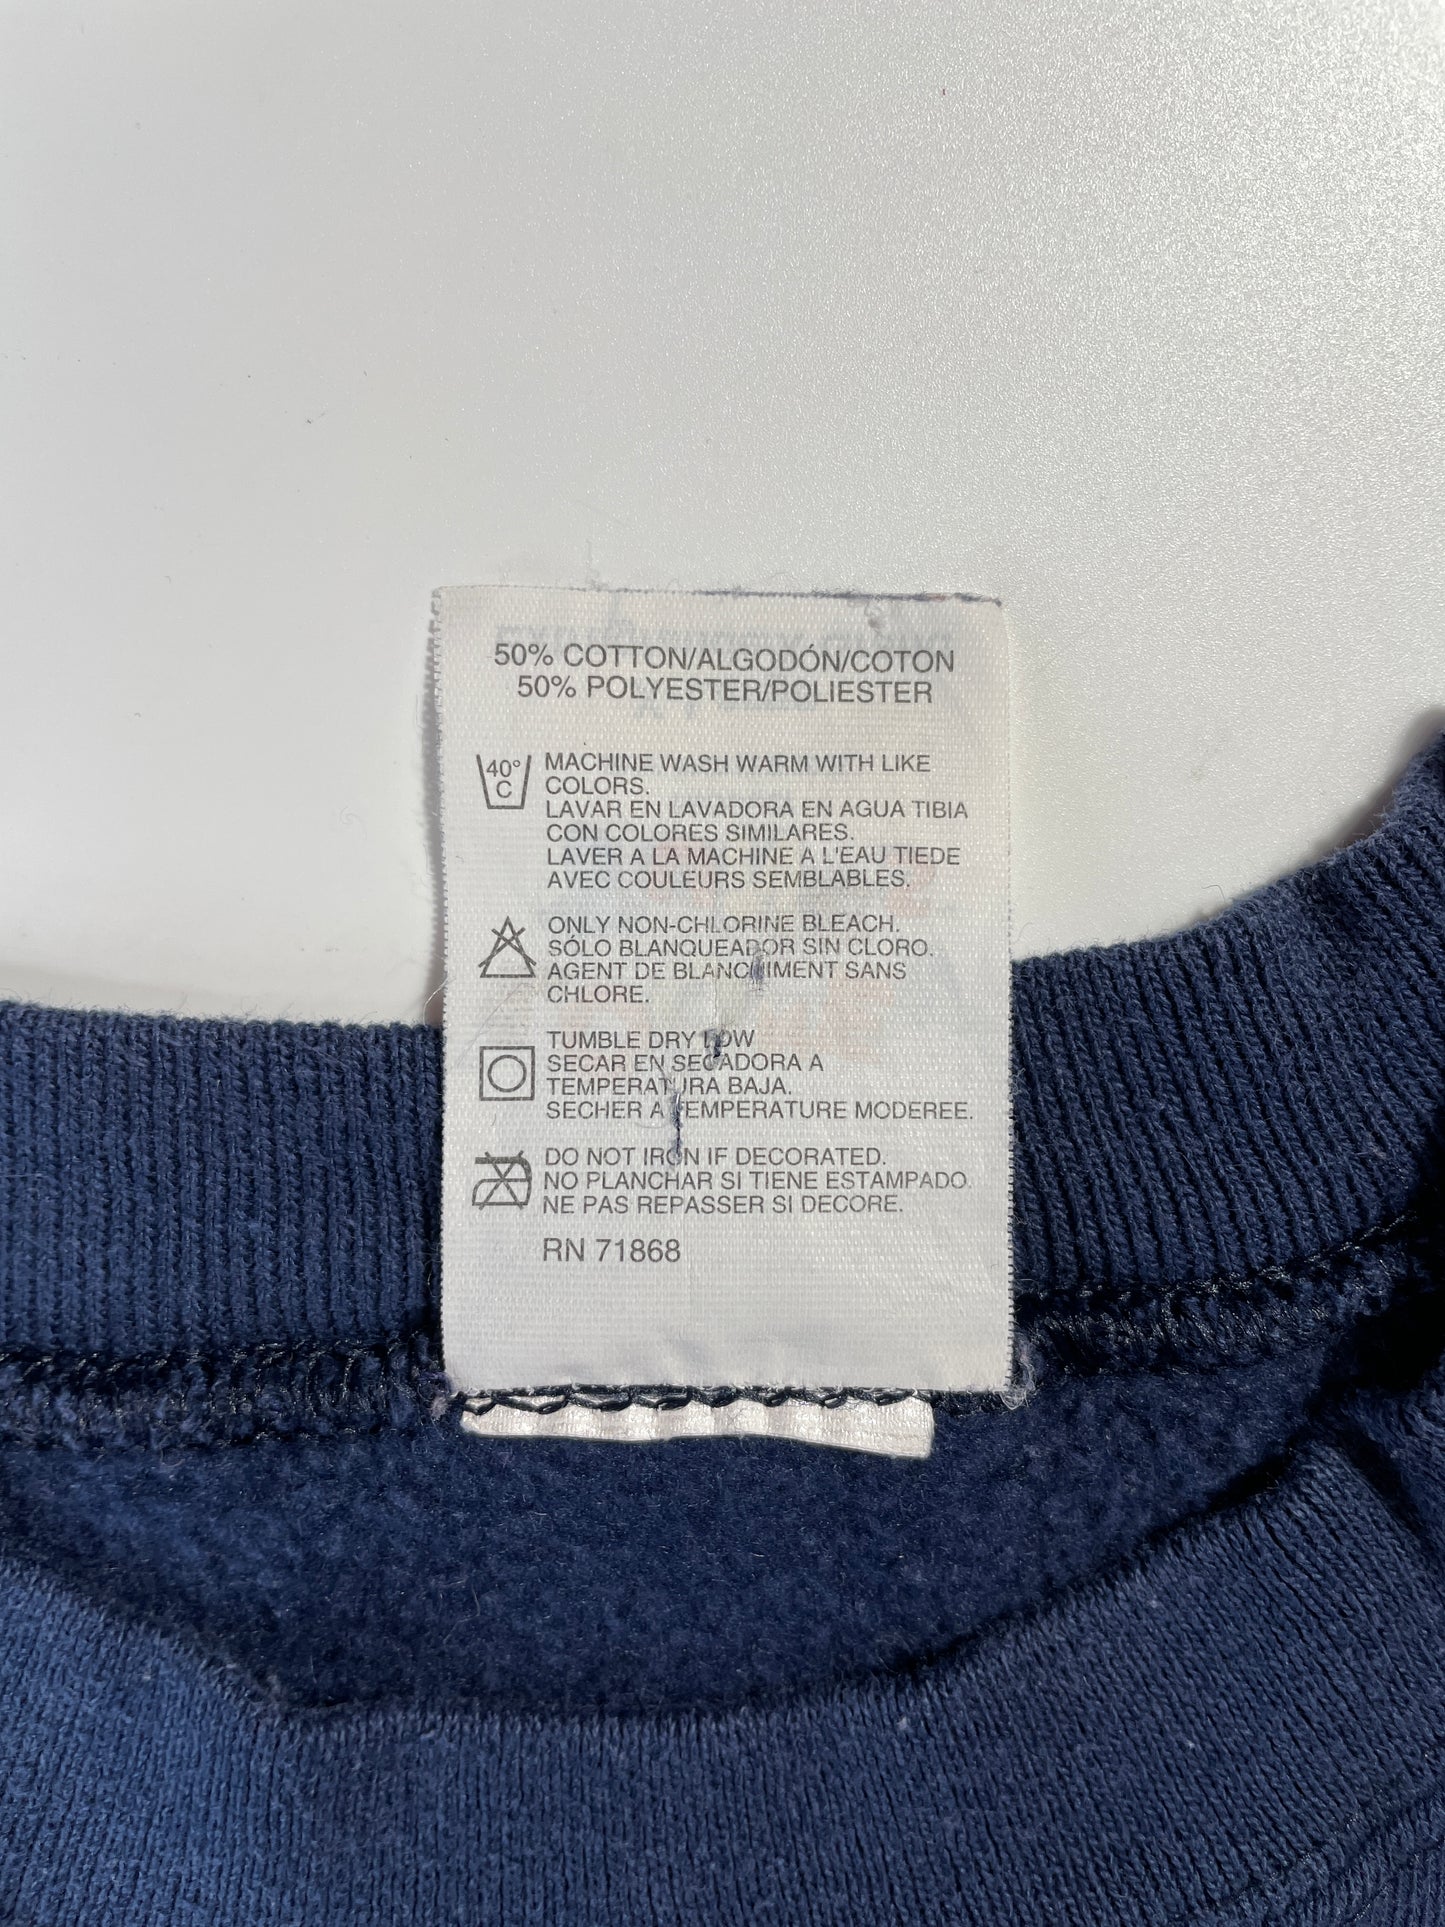 50% COTTON/ALGODÓN/COTON
50% POLYESTER/POLIESTER
40°
C
MACHINE WASH WARM WITH LIKE
COLORS.
LAVAR EN LAVADORA EN AGUA TIBIA
CON COLORES SIMILARES.
LAVER A LA MACHINE A L'EAU TIEDE
AVEC COULEURS SEMBLABLES.
ONLY NON-CHLORINE BLEACH.
SÓLO BLANQUEADOR SIN CLORO.
AGENT DE BLANCHIMENT SANS
CHLORE.
TUMBLE DRY LOW
SECAR EN SECADORA A
TEMPERATURA BAJA.
SECHER A TEMPERATURE MODEREE.
DO NOT IRON IF DECORATED.
NO PLANCHAR SI TIENE ESTAMPADO.
NE PAS REPASSER SI DECORE.
RN 71868